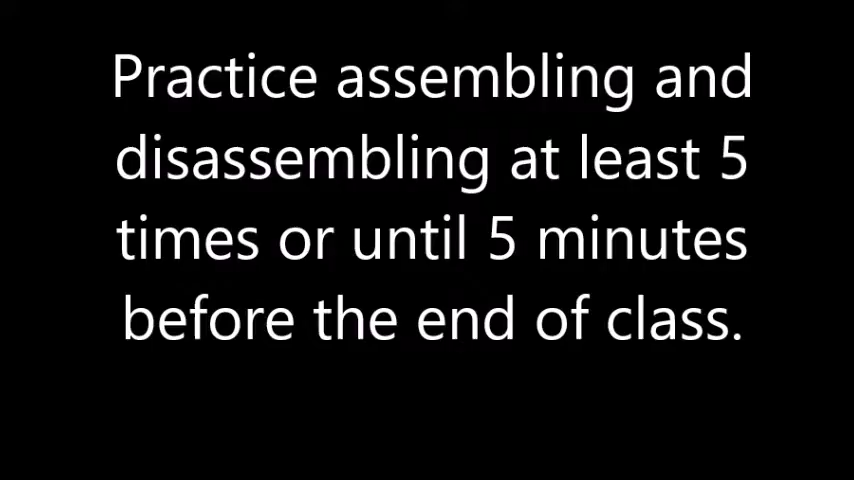 Practice assembling and
disassembling at least 5
times or until 5 minutes
before the end of class.